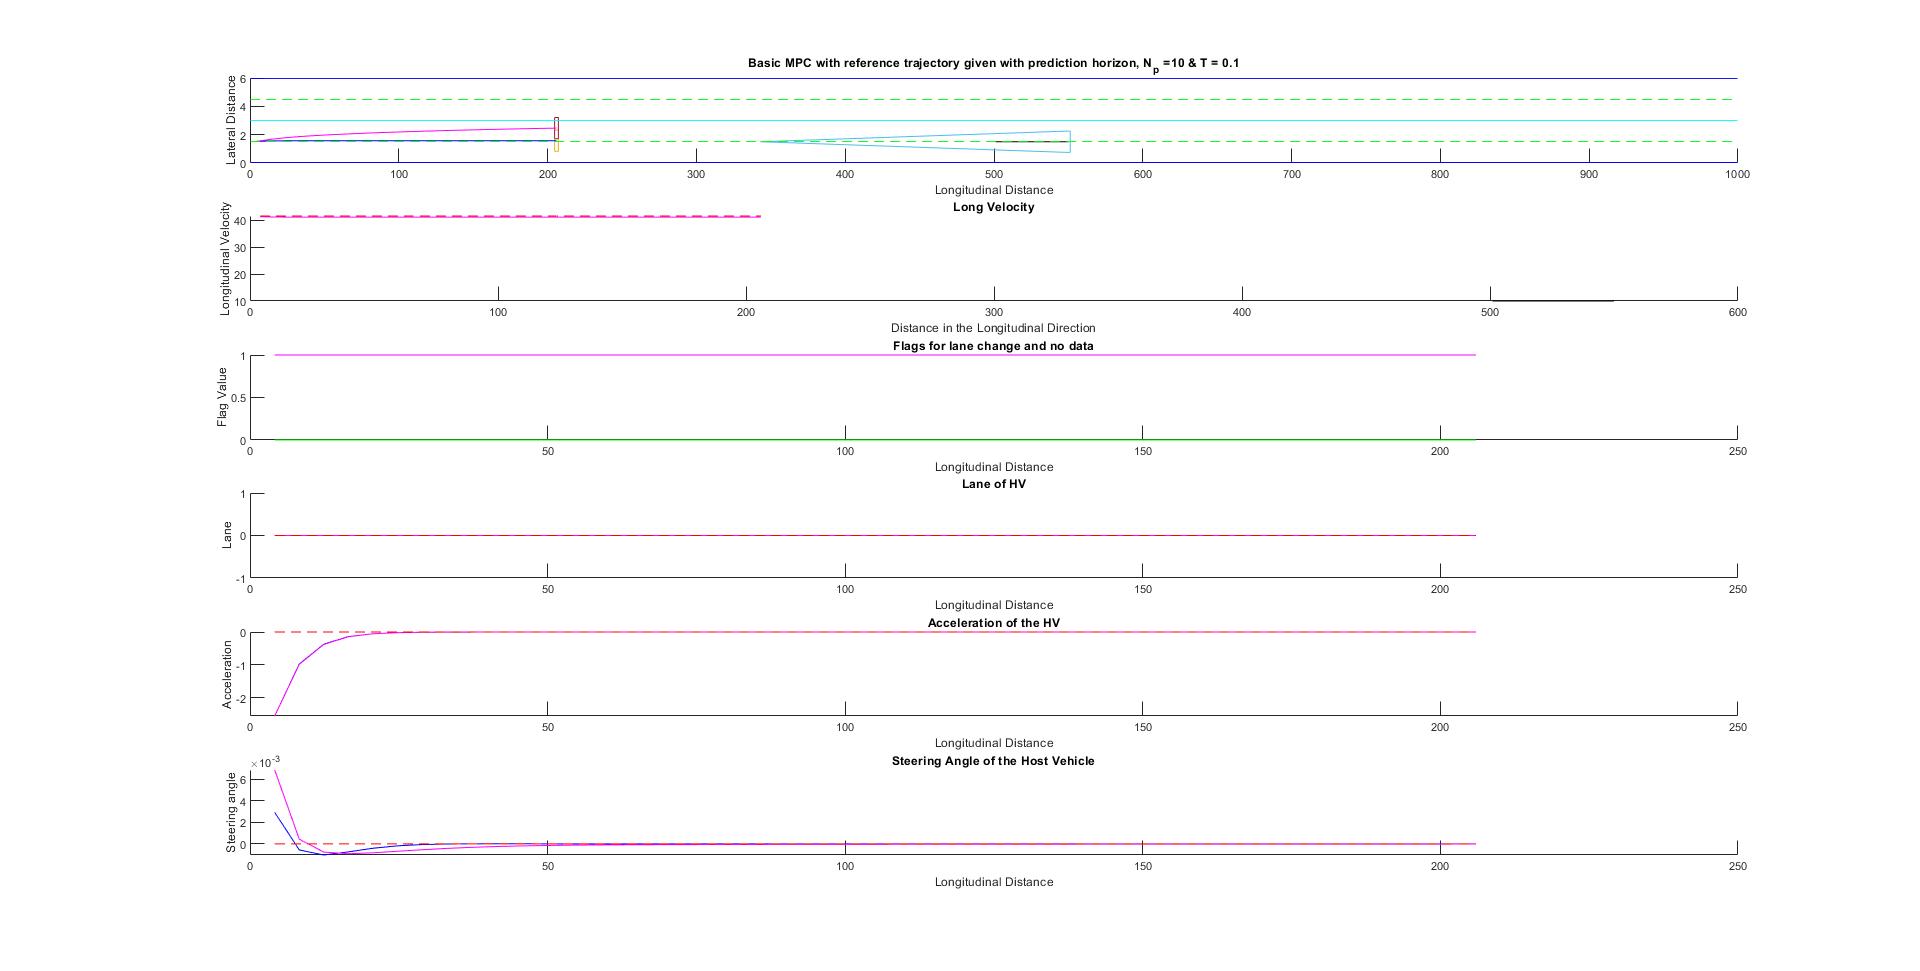 Basic MPC with reference trajectory given with prediction horizon, Np =10 & T = 0.1
Lateral Distance
6
4
2
0
0 100 200 300 400 500 600 700 800 900 1000
Longitudinal Distance
Long Velocity
Longitudinal Velocity
40
30
20
10
0 100 200 300 400 500 600
Distance in the Longitudinal Direction
Flags for lane change and no data
Flag Value
1
0.5
0
0 50 100 150 200 250
Longitudinal Distance
Lane of HV
Lane
1
0
-1
0 50 100 150 200 250
Longitudinal Distance
Acceleration of the HV
Acceleration
0
-1
-2
0 50 100 150 200 250
Longitudinal Distance
Steering Angle of the Host Vehicle
×10-3
Steering angle
6
4
2
0
0 50 100 150 200 250
Longitudinal Distance